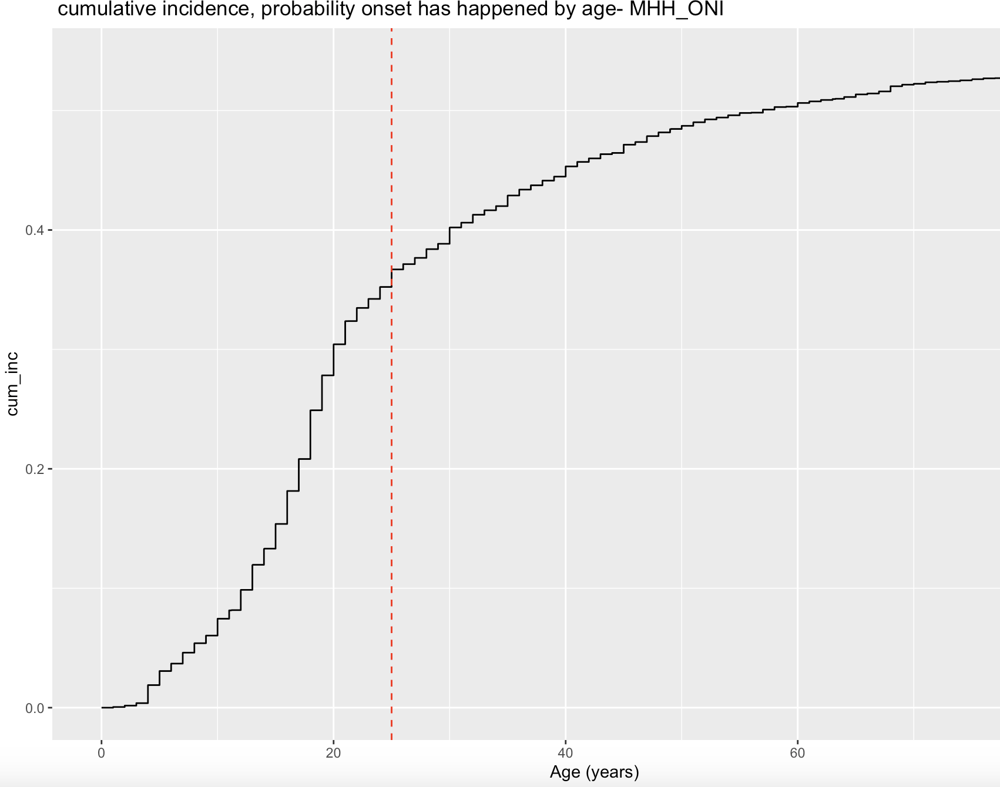 cumulative incidence, probability onset has happened by age- MHH_ONI
cum_inc
0.4
0.2
0.0
0
20
40
60
Age (years)